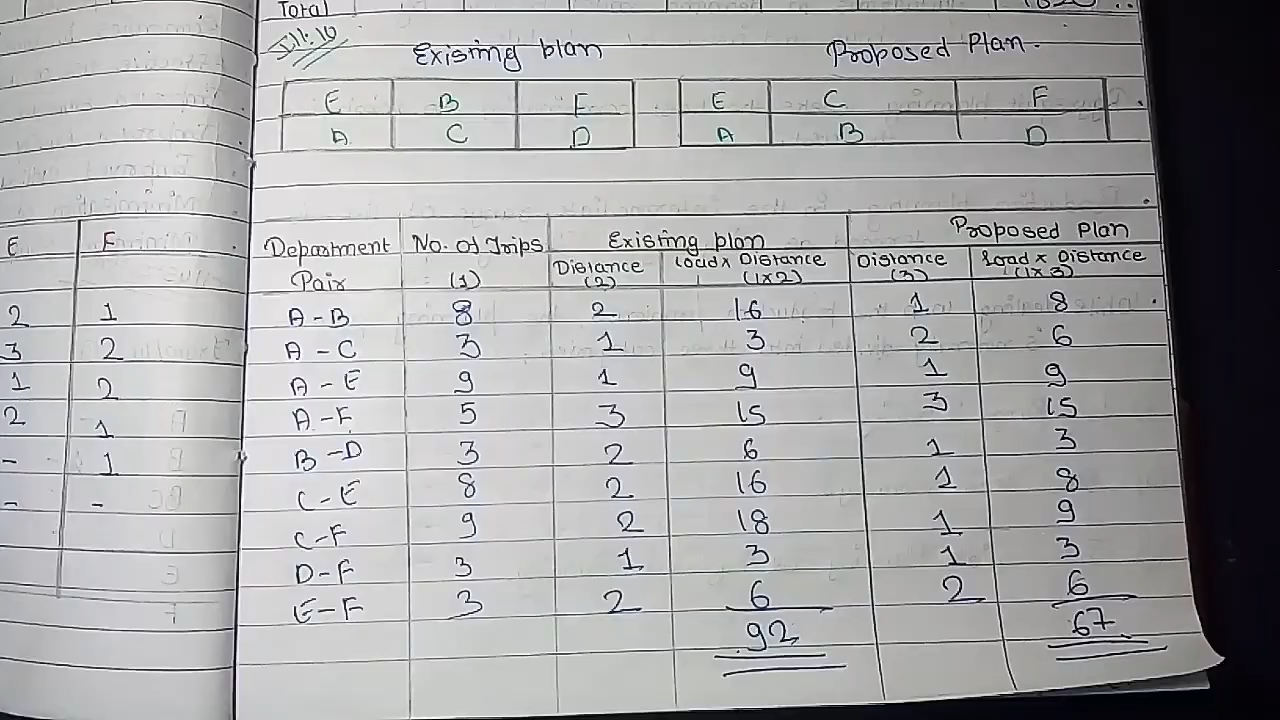 Total
Ill:10
Existing plan Proposed Plan.
E B F E C F
A C D A B D
E F
2 1
3 2
1 2
2 1
- 1
- -
Department Pair No. of Trips (1) Existing plan Proposed plan
Distance (2) Load x Distance (1x2) Distance (3) Load x Distance (1x3)
A-B 8 2 16 1 8
A-C 3 1 3 2 6
A-E 9 1 9 1 9
A-F 5 3 15 3 15
B-D 3 2 6 1 3
C-E 8 2 16 1 8
C-F 9 2 18 1 9
D-F 3 1 3 1 3
E-F 3 2 6 2 6
92 67